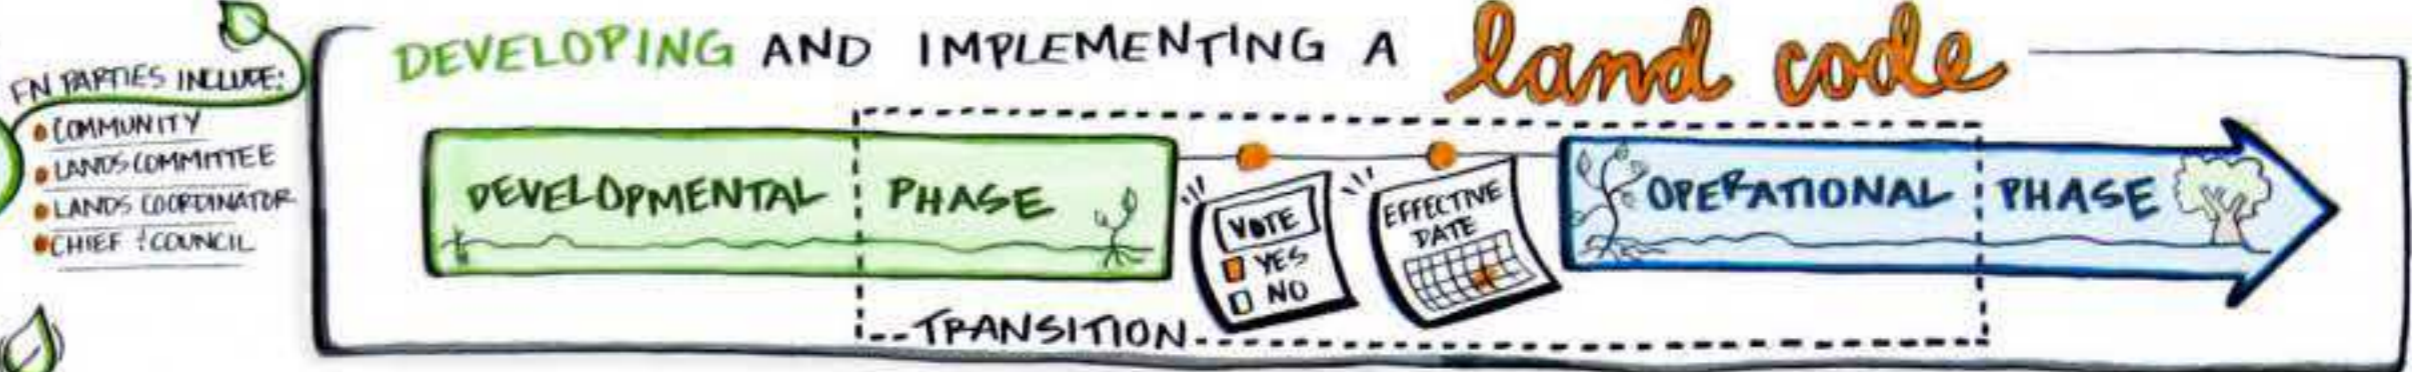 FN PARTIES INCLUDE:
COMMUNITY
LANDS COMMITTEE
LANDS COORDINATOR
CHIEF & COUNCIL
DEVELOPING AND IMPLEMENTING A land code
DEVELOPMENTAL PHASE
VOTE
YES
NO
EFFECTIVE
DATE
OPERATIONAL PHASE
TRANSITION